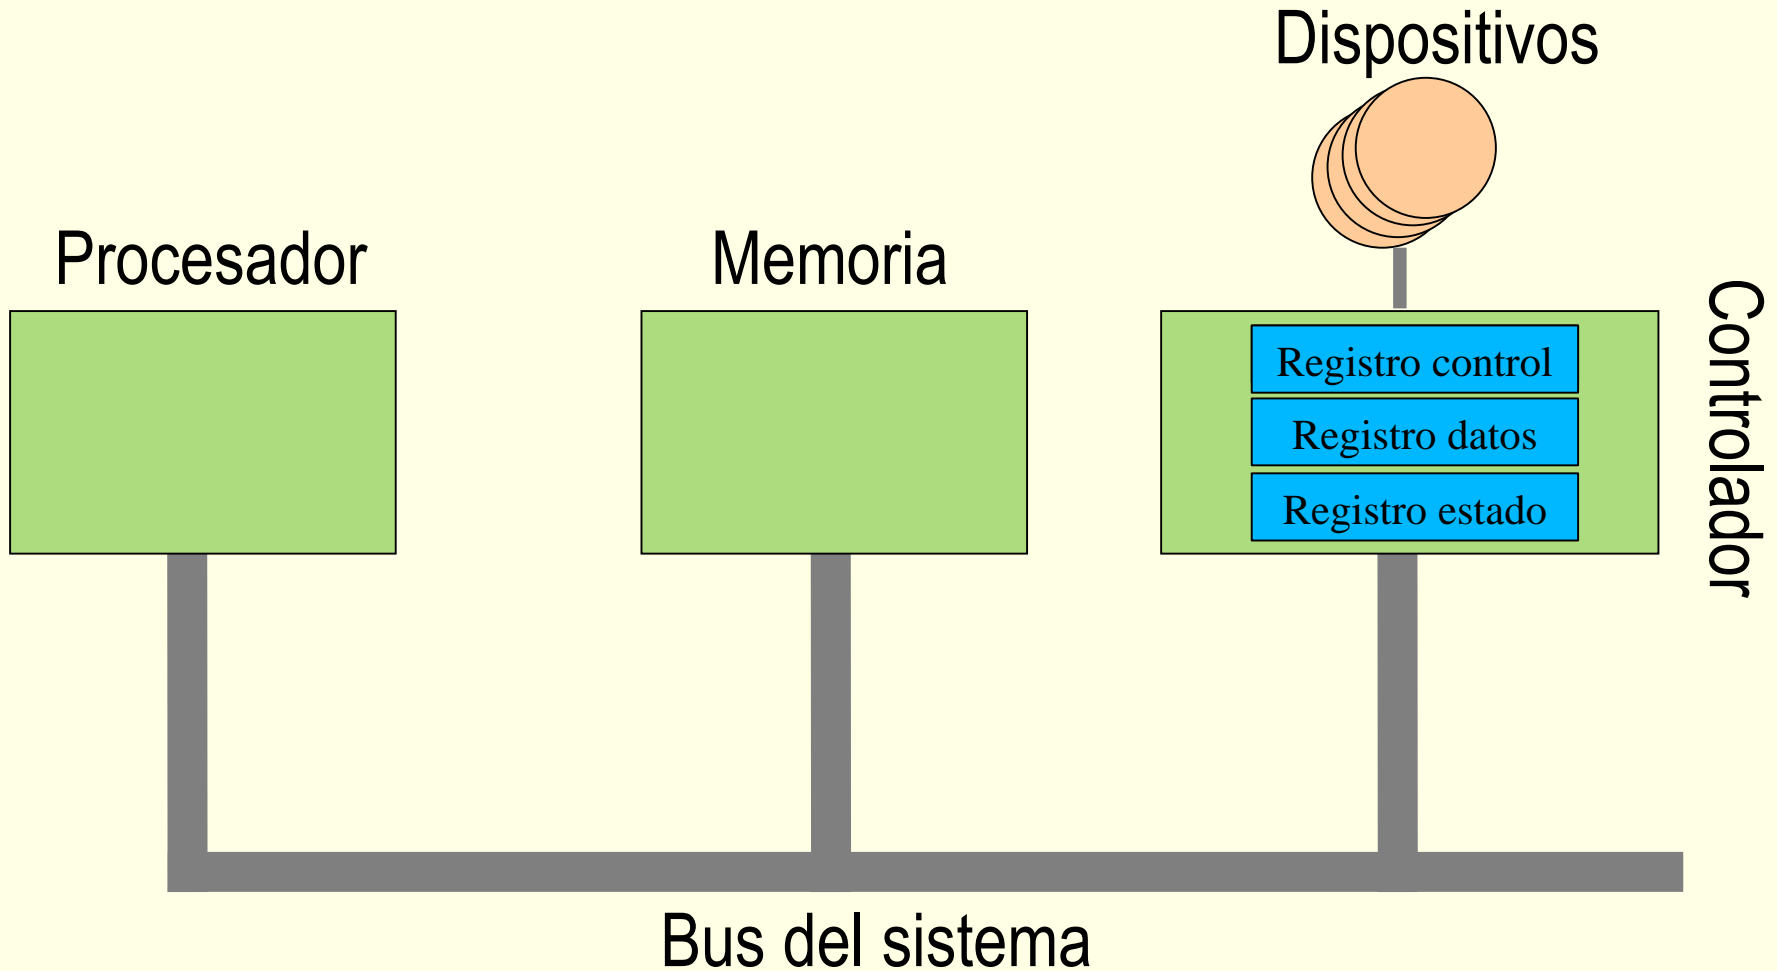 Dispositivos
Procesador
Memoria
Controlador
Registro control
Registro datos
Registro estado
Bus del sistema